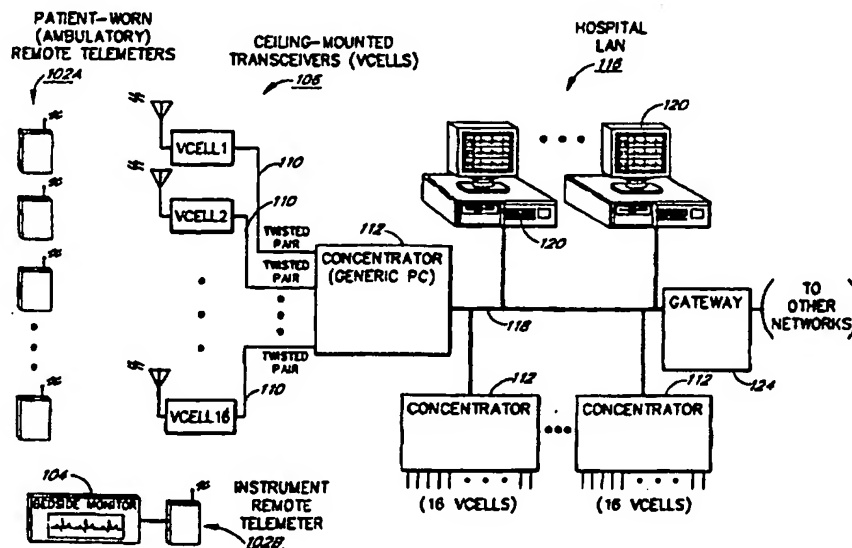 PATIENT-WORN
(AMBULATORY)
REMOTE TELEMETERS
102A
CEILING-MOUNTED
TRANSCEIVERS (VCELLS)
106
HOSPITAL
LAN
116
120
VCELL1
110
VCELL2
110
TWISTED
PAIR
TWISTED
PAIR
TWISTED
PAIR
VCELL16
110
112
CONCENTRATOR
(GENERIC PC)
120
118
GATEWAY
124
(TO
OTHER
NETWORKS)
112
CONCENTRATOR
(16 VCELLS)
112
CONCENTRATOR
(16 VCELLS)
104
BEDSIDE MONITOR
INSTRUMENT
REMOTE
TELEMETER
102B